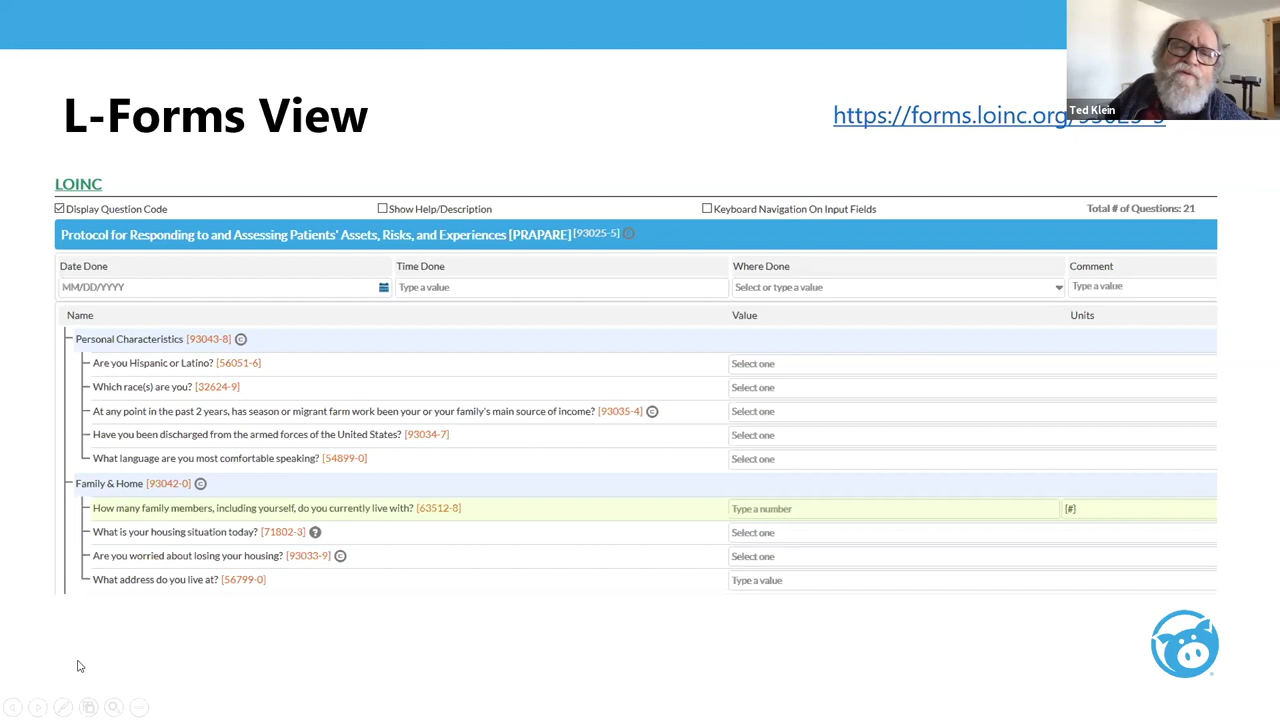 Ted Klein
L-Forms View
https://forms.loinc.org/93025-5
LOINC
Display Question Code
Show Help/Description
Keyboard Navigation On Input Fields
Total # of Questions: 21
Protocol for Responding to and Assessing Patients' Assets, Risks, and Experiences [PRAPARE] [93025-5]
Date Done
Time Done
Where Done
Comment
MM/DD/YYYY
Type a value
Select or type a value
Type a value
Name
Value
Units
Personal Characteristics [93043-8] C
Are you Hispanic or Latino? [56051-6]
Select one
Which race(s) are you? [32624-9]
Select one
At any point in the past 2 years, has season or migrant farm work been your or your family's main source of income? [93035-4] C
Select one
Have you been discharged from the armed forces of the United States? [93034-7]
Select one
What language are you most comfortable speaking? [54899-0]
Select one
Family & Home [93042-0] C
How many family members, including yourself, do you currently live with? [63512-8]
Type a number
{#}
What is your housing situation today? [71802-3] ?
Select one
Are you worried about losing your housing? [93033-9] C
Select one
What address do you live at? [56799-0]
Type a value